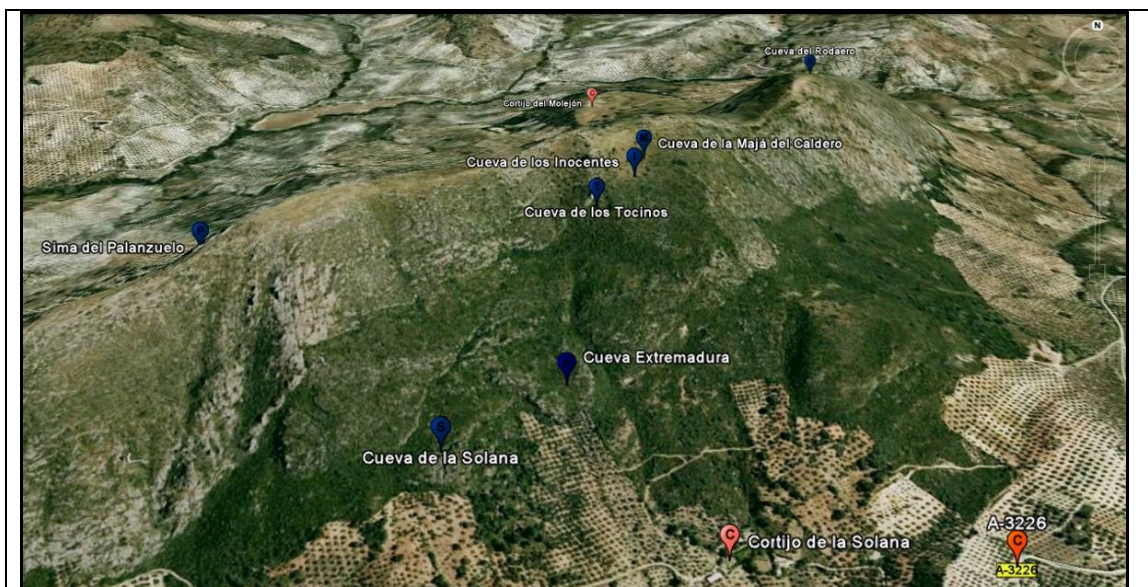 N
Cueva del Rodaero
C
Cortijo del Molejón
M
Cueva de la Majá del Caldero
I
Cueva de los Inocentes
T
Cueva de los Tocinos
P
Sima del Palanzuelo
Cueva Extremadura
S
Cueva de la Solana
C
Cortijo de la Solana
A-3226
C
A-3226